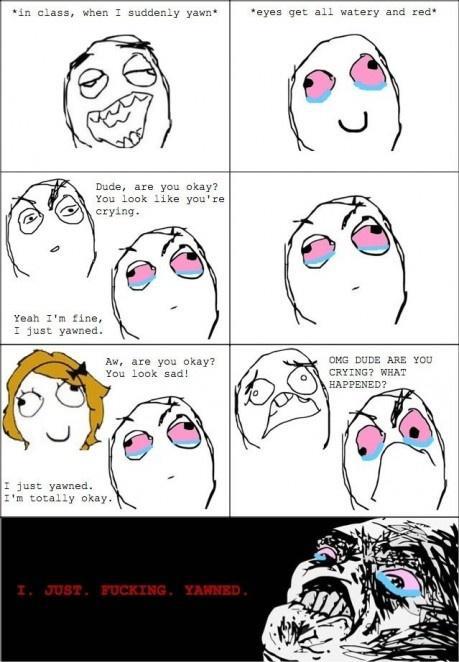 *in class, when I suddenly yawn*
*eyes get all watery and red*
Dude, are you okay?
You look like you're
crying.
Yeah I'm fine,
I just yawned.
Aw, are you okay?
You look sad!
I just yawned.
I'm totally okay.
OMG DUDE ARE YOU
CRYING? WHAT
HAPPENED?
I. JUST. FUCKING. YAWNED.